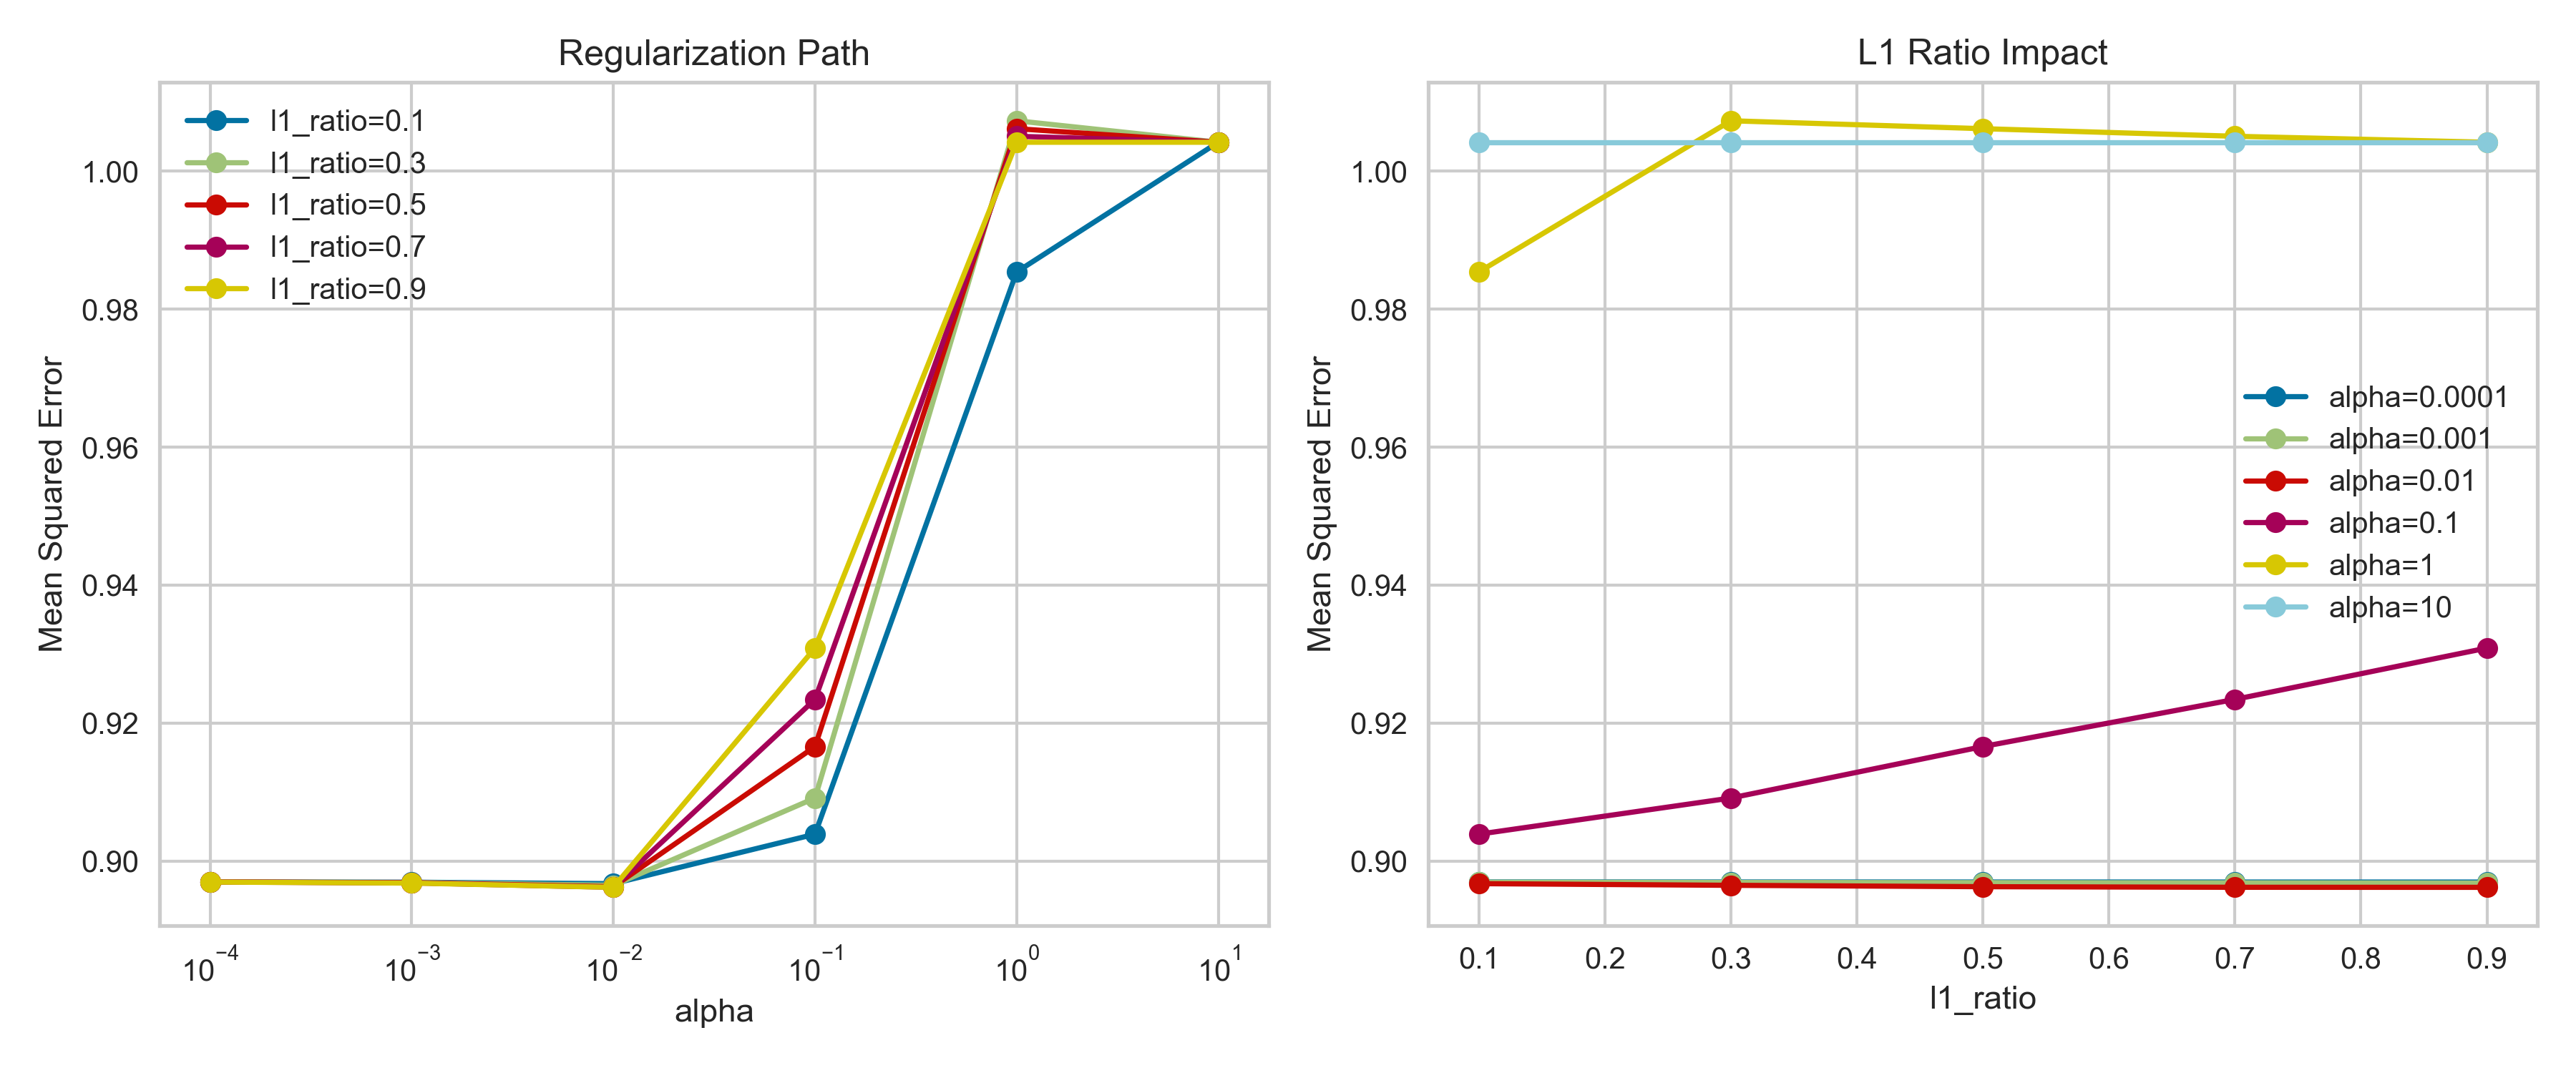 Regularization Path
l1_ratio=0.1
l1_ratio=0.3
l1_ratio=0.5
l1_ratio=0.7
l1_ratio=0.9
Mean Squared Error
1.00
0.98
0.96
0.94
0.92
0.90
10⁻⁴ 10⁻³ 10⁻² 10⁻¹ 10⁰ 10¹
alpha
L1 Ratio Impact
Mean Squared Error
1.00
0.98
0.96
0.94
0.92
0.90
alpha=0.0001
alpha=0.001
alpha=0.01
alpha=0.1
alpha=1
alpha=10
0.1 0.2 0.3 0.4 0.5 0.6 0.7 0.8 0.9
l1_ratio